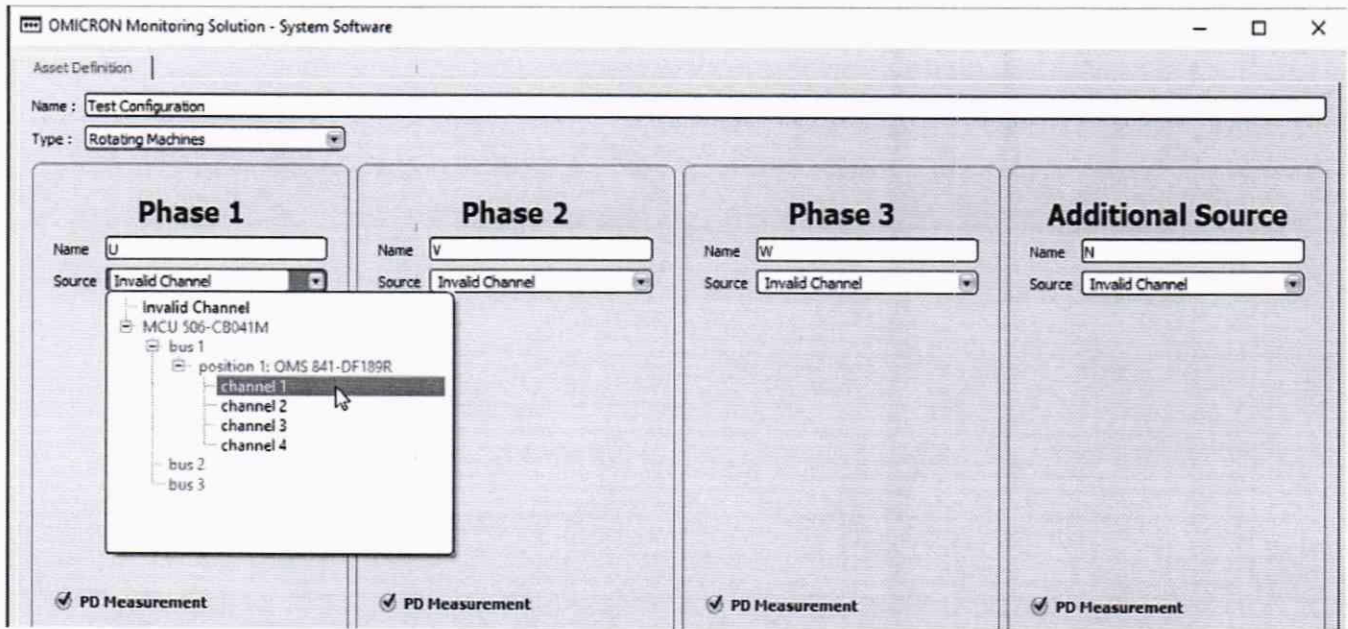 OMICRON Monitoring Solution - System Software
Asset Definition
Name : Test Configuration
Type : Rotating Machines
Phase 1
Name U
Source Invalid Channel
Invalid Channel
MCU 506-CB041M
bus 1
position 1: OMS 841-DF189R
channel 1
channel 2
channel 3
channel 4
bus 2
bus 3
PD Measurement
Phase 2
Name V
Source Invalid Channel
PD Measurement
Phase 3
Name W
Source Invalid Channel
PD Measurement
Additional Source
Name N
Source Invalid Channel
PD Measurement